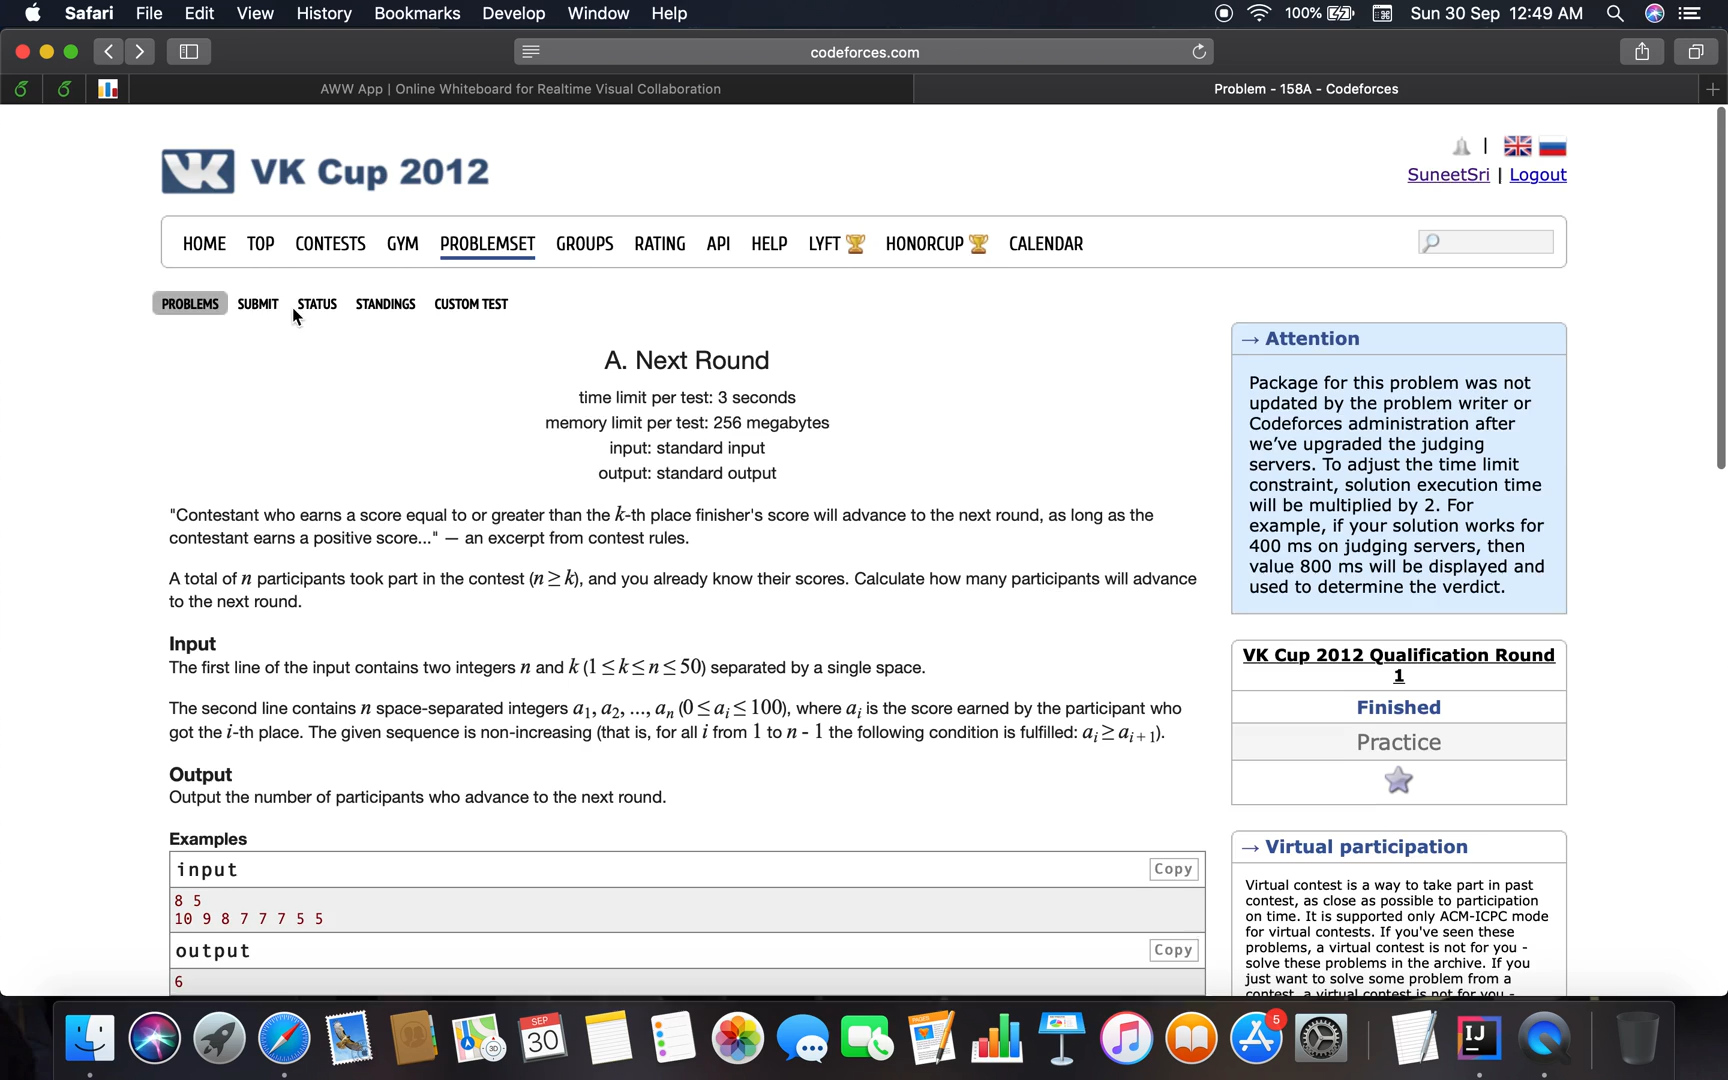 Safari File Edit View History Bookmarks Develop Window Help 100% Sun 30 Sep 12:49 AM
codeforces.com
AWW App | Online Whiteboard for Realtime Visual Collaboration Problem - 158A - Codeforces
VK Cup 2012
|
SuneetSri | Logout
HOME TOP CONTESTS GYM PROBLEMSET GROUPS RATING API HELP LYFT HONORCUP CALENDAR
PROBLEMS SUBMIT STATUS STANDINGS CUSTOM TEST
A. Next Round
time limit per test: 3 seconds
memory limit per test: 256 megabytes
input: standard input
output: standard output
"Contestant who earns a score equal to or greater than the k-th place finisher's score will advance to the next round, as long as the
contestant earns a positive score..." — an excerpt from contest rules.
A total of n participants took part in the contest (n ≥ k), and you already know their scores. Calculate how many participants will advance
to the next round.
Input
The first line of the input contains two integers n and k (1 ≤ k ≤ n ≤ 50) separated by a single space.
The second line contains n space-separated integers a1, a2, ..., an (0 ≤ ai ≤ 100), where ai is the score earned by the participant who
got the i-th place. The given sequence is non-increasing (that is, for all i from 1 to n - 1 the following condition is fulfilled: ai ≥ ai + 1).
Output
Output the number of participants who advance to the next round.
Examples
input Copy
8 5
10 9 8 7 7 7 5 5
output Copy
6
→ Attention
Package for this problem was not
updated by the problem writer or
Codeforces administration after
we've upgraded the judging
servers. To adjust the time limit
constraint, solution execution time
will be multiplied by 2. For
example, if your solution works for
400 ms on judging servers, then
value 800 ms will be displayed and
used to determine the verdict.
VK Cup 2012 Qualification Round
1
Finished
Practice
→ Virtual participation
Virtual contest is a way to take part in past
contest, as close as possible to participation
on time. It is supported only ACM-ICPC mode
for virtual contests. If you've seen these
problems, a virtual contest is not for you -
solve these problems in the archive. If you
just want to solve some problem from a
contest, a virtual contest is not for you -
SEP
30
3D
PAGES
5
IJ